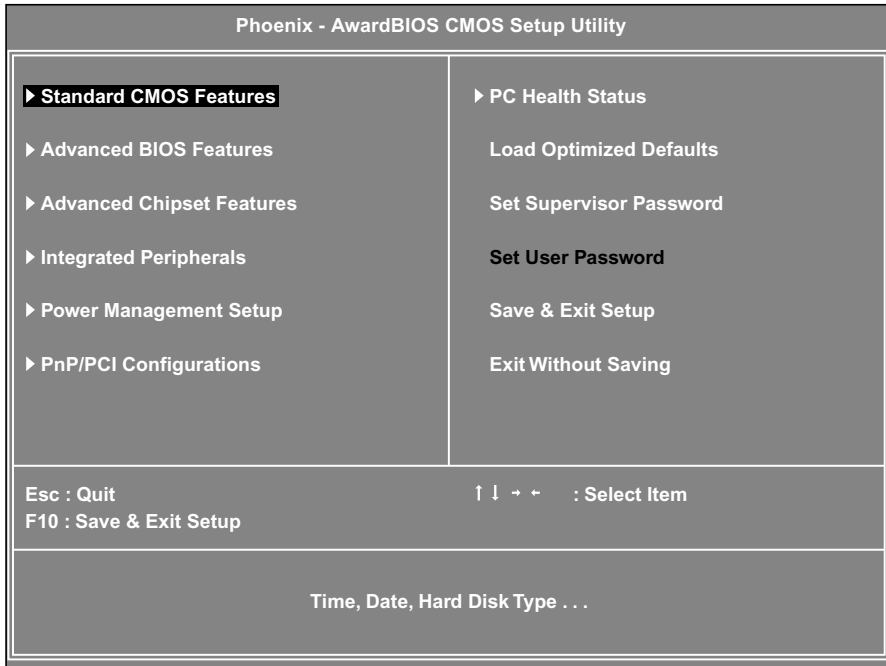 Phoenix - AwardBIOS CMOS Setup Utility
▶ Standard CMOS Features
▶ Advanced BIOS Features
▶ Advanced Chipset Features
▶ Integrated Peripherals
▶ Power Management Setup
▶ PnP/PCI Configurations
▶ PC Health Status
Load Optimized Defaults
Set Supervisor Password
Set User Password
Save & Exit Setup
Exit Without Saving
Esc : Quit
F10 : Save & Exit Setup
↑ ↓ → ← : Select Item
Time, Date, Hard Disk Type . . .